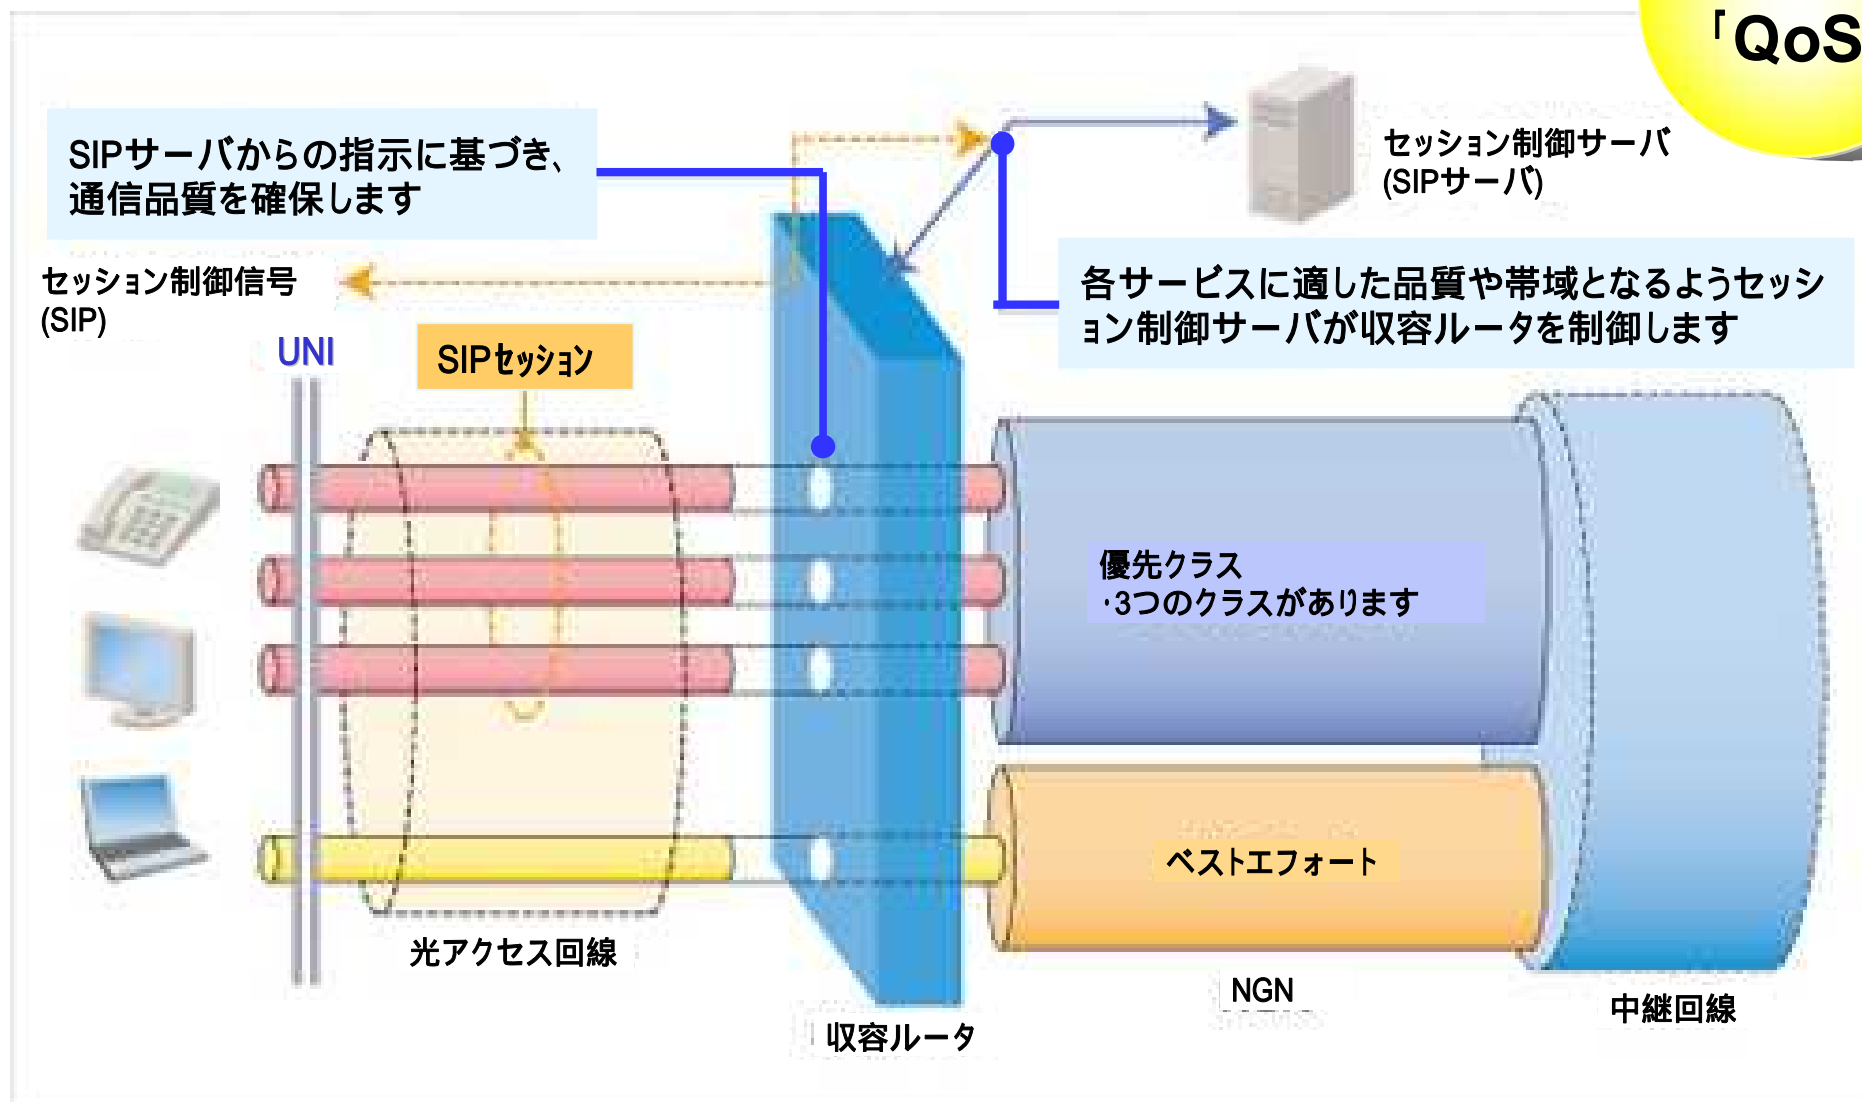 「QoS
SIPサーバからの指示に基づき、
通信品質を確保します
セッション制御サーバ
(SIPサーバ)
セッション制御信号
(SIP)
各サービスに適した品質や帯域となるようセッシ
ョン制御サーバが収容ルータを制御します
UNI
SIPセッション
優先クラス
・3つのクラスがあります
ベストエフォート
光アクセス回線
NGN
中継回線
収容ルータ